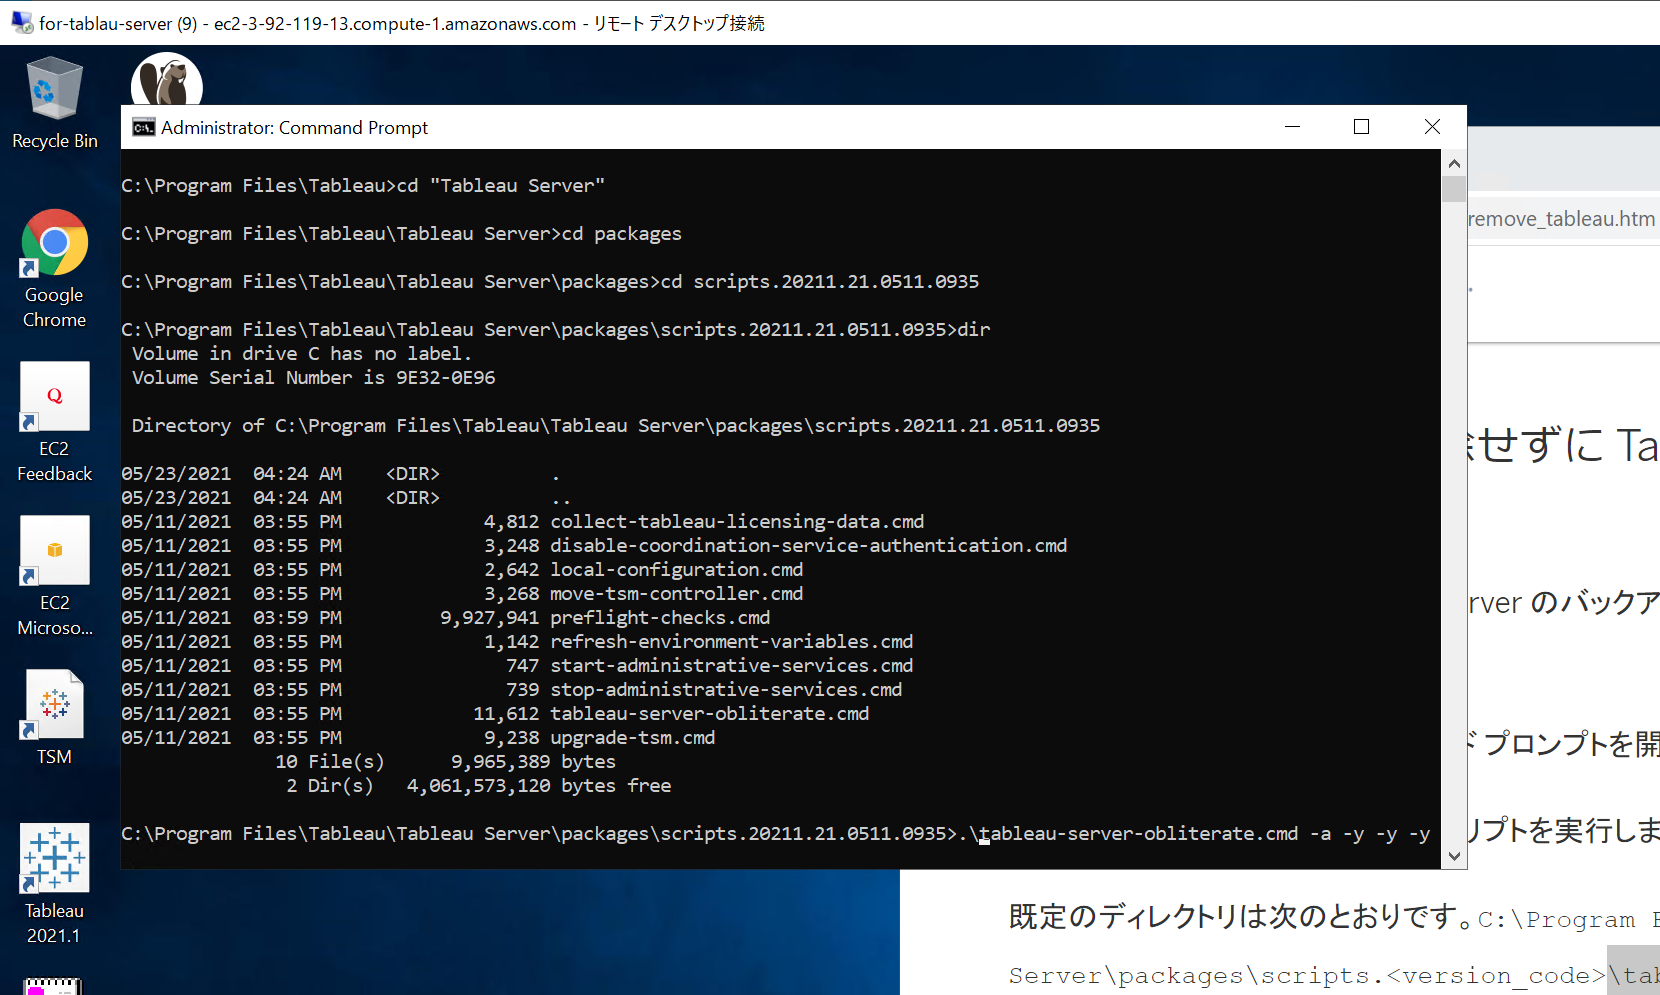 for-tablau-server (9) - ec2-3-92-119-13.compute-1.amazonaws.com - リモート デスクトップ接続
Recycle Bin
Google
Chrome
EC2
Feedback
EC2
Microso...
TSM
Tableau
2021.1
Administrator: Command Prompt
C:\Program Files\Tableau>cd "Tableau Server"
C:\Program Files\Tableau\Tableau Server>cd packages
C:\Program Files\Tableau\Tableau Server\packages>cd scripts.20211.21.0511.0935
C:\Program Files\Tableau\Tableau Server\packages\scripts.20211.21.0511.0935>dir
Volume in drive C has no label.
Volume Serial Number is 9E32-0E96
Directory of C:\Program Files\Tableau\Tableau Server\packages\scripts.20211.21.0511.0935
05/23/2021  04:24 AM    <DIR>          .
05/23/2021  04:24 AM    <DIR>          ..
05/11/2021  03:55 PM             4,812 collect-tableau-licensing-data.cmd
05/11/2021  03:55 PM             3,248 disable-coordination-service-authentication.cmd
05/11/2021  03:55 PM             2,642 local-configuration.cmd
05/11/2021  03:55 PM             3,268 move-tsm-controller.cmd
05/11/2021  03:59 PM         9,927,941 preflight-checks.cmd
05/11/2021  03:55 PM             1,142 refresh-environment-variables.cmd
05/11/2021  03:55 PM               747 start-administrative-services.cmd
05/11/2021  03:55 PM               739 stop-administrative-services.cmd
05/11/2021  03:55 PM            11,612 tableau-server-obliterate.cmd
05/11/2021  03:55 PM             9,238 upgrade-tsm.cmd
10 File(s)      9,965,389 bytes
2 Dir(s)   4,061,573,120 bytes free
C:\Program Files\Tableau\Tableau Server\packages\scripts.20211.21.0511.0935>.\tableau-server-obliterate.cmd -a -y -y -y
remove_tableau.htm
せずに Ta
rver のバックア
プロンプトを開
リプトを実行しま
既定のディレクトリは次のとおりです。C:\Program
Server\packages\scripts.<version_code>\tab